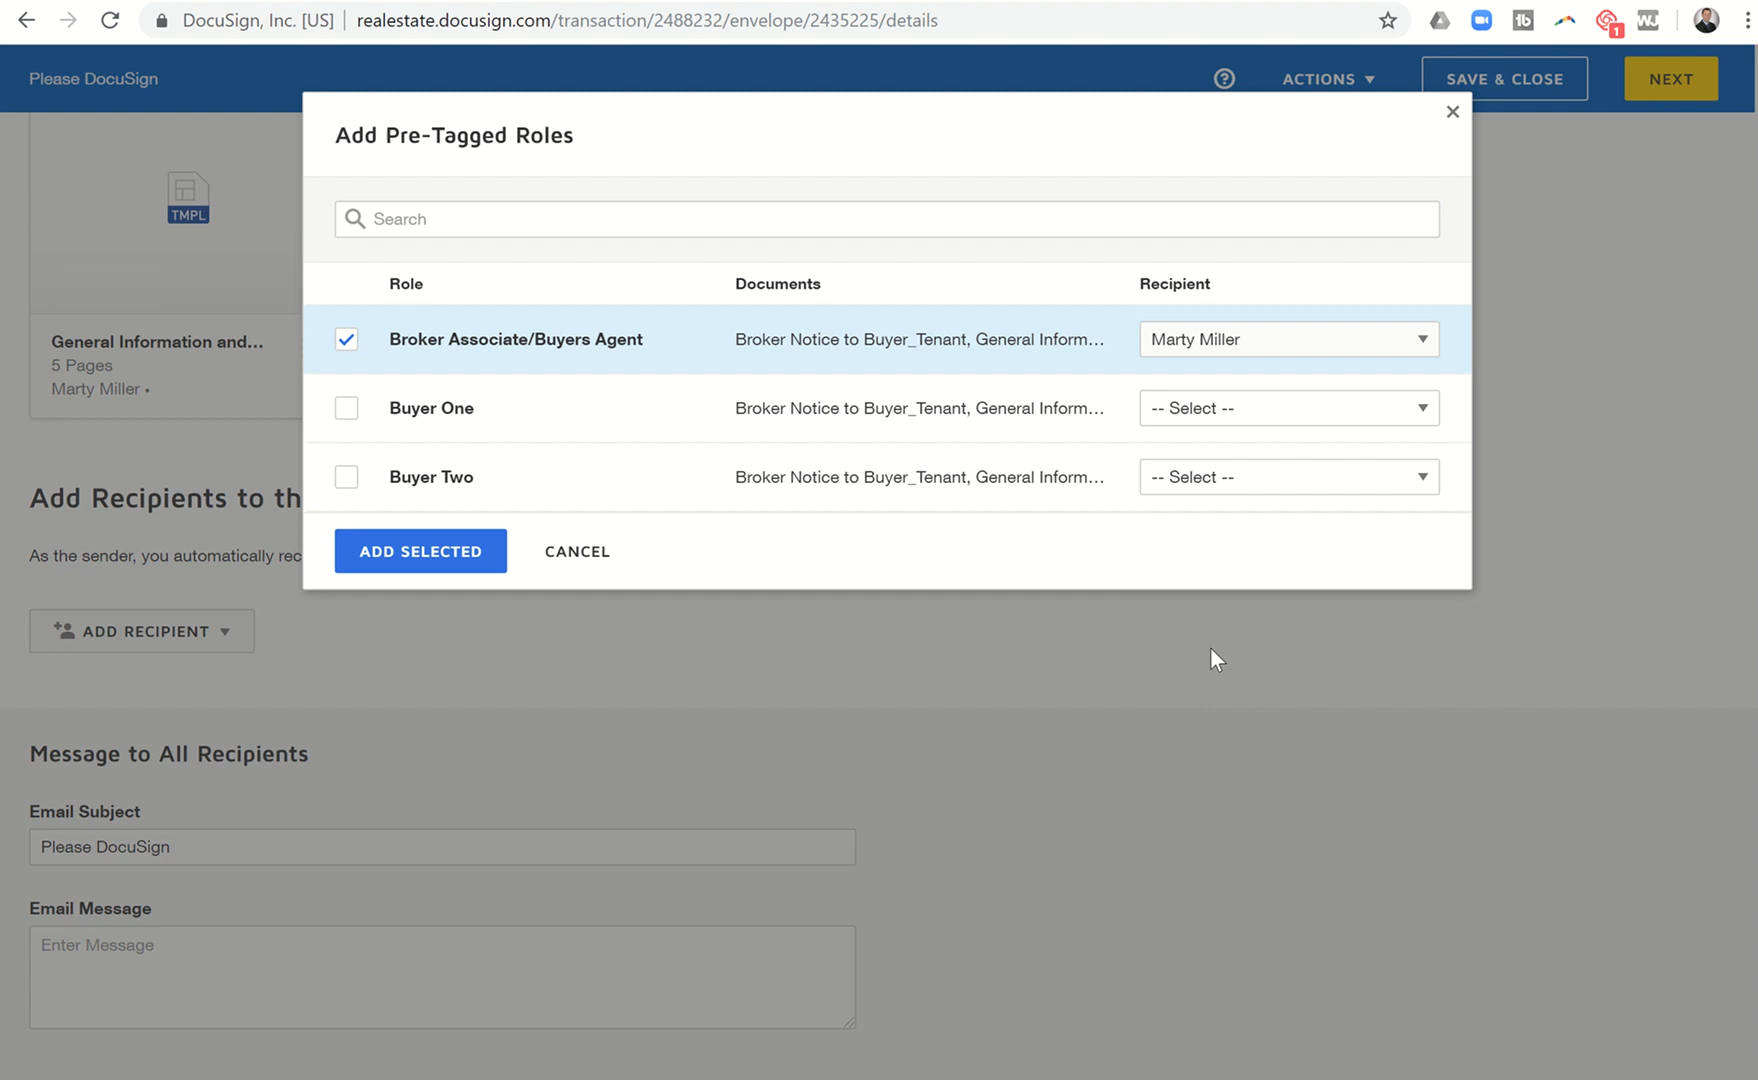 DocuSign, Inc. [US] | realestate.docusign.com/transaction/2488232/envelope/2435225/details
1
Please DocuSign
ACTIONS
SAVE & CLOSE
NEXT
Add Pre-Tagged Roles
TMPL
Search
Role Documents Recipient
Broker Associate/Buyers Agent Broker Notice to Buyer_Tenant, General Inform... Marty Miller
General Information and...
5 Pages
Marty Miller •
Buyer One Broker Notice to Buyer_Tenant, General Inform... -- Select --
Buyer Two Broker Notice to Buyer_Tenant, General Inform... -- Select --
Add Recipients to th
As the sender, you automatically rec
ADD SELECTED CANCEL
ADD RECIPIENT
Message to All Recipients
Email Subject
Please DocuSign
Email Message
Enter Message